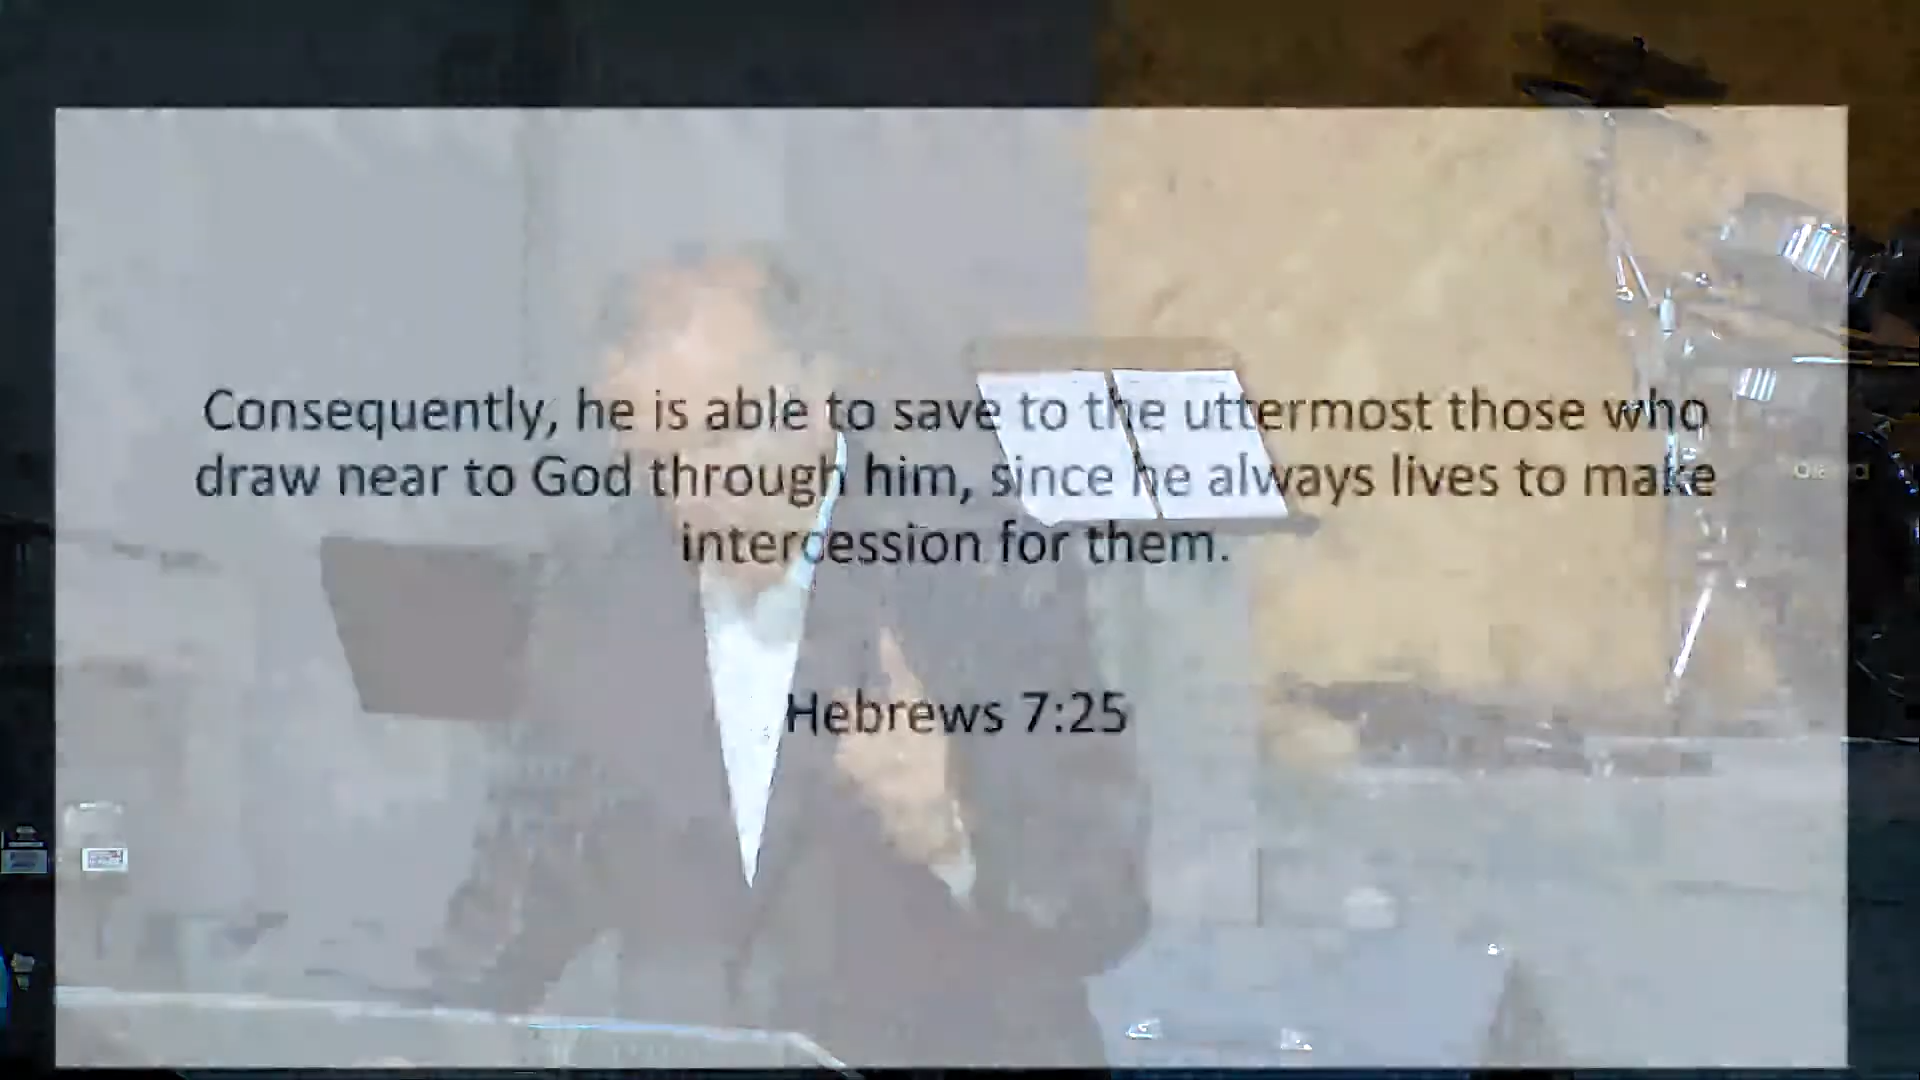 Consequently, he is able to save to the uttermost those who
draw near to God through him, since he always lives to make
intercession for them.
Hebrews 7:25